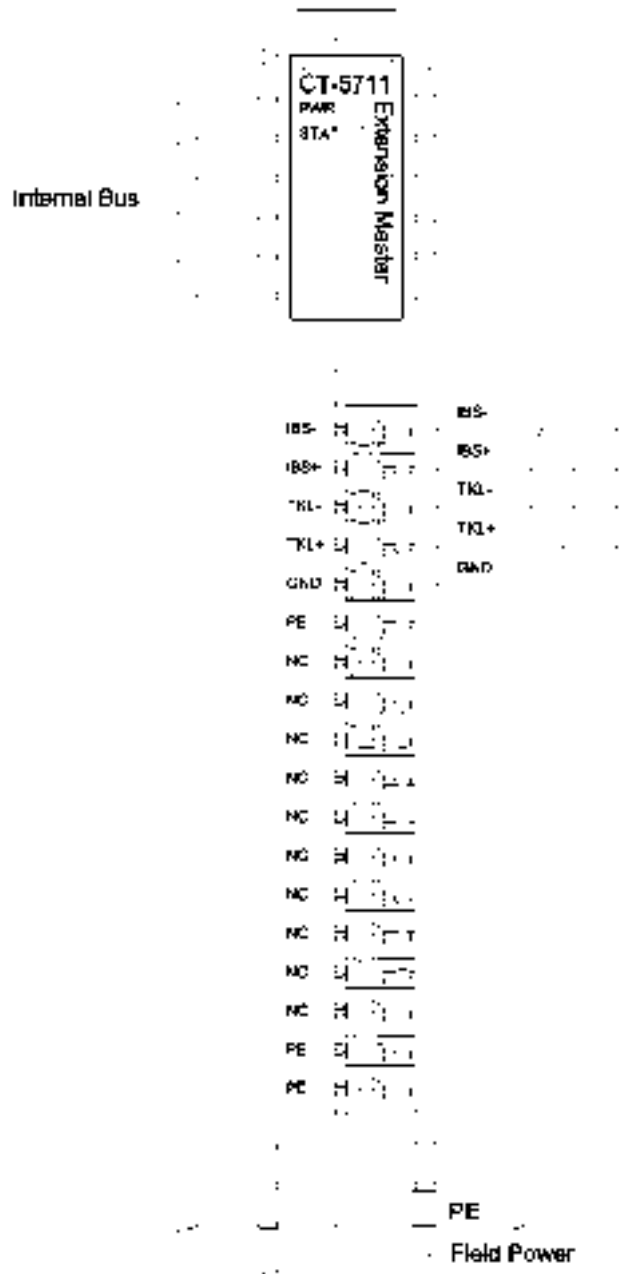 CT-5711
PWR
STA*
Extension Master
Internal Bus
IBS-
IBS-
IBS+
IBS+
TKL-
TKL-
TKL+
TKL+
GND
GND
PE
NC
NC
NC
NC
NC
NC
NC
NC
NC
NC
PE
PE
PE
Field Power